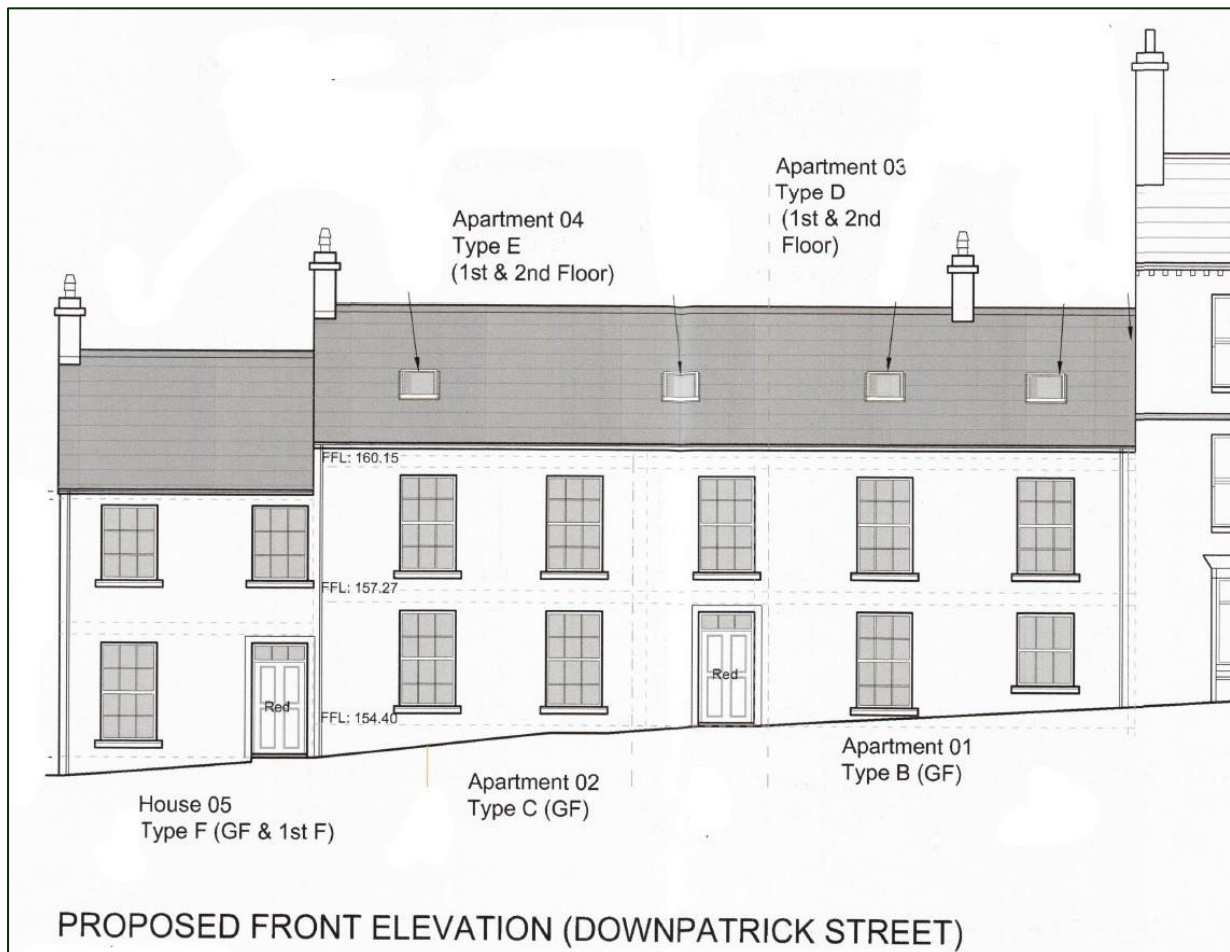 Apartment 03
Type D
(1st & 2nd
Floor)
Apartment 04
Type E
(1st & 2nd Floor)
FFL: 160.15
FFL: 157.27
Red
Red
FFL: 154.40
Apartment 01
Type B (GF)
Apartment 02
Type C (GF)
House 05
Type F (GF & 1st F)
PROPOSED FRONT ELEVATION (DOWNPATRICK STREET)